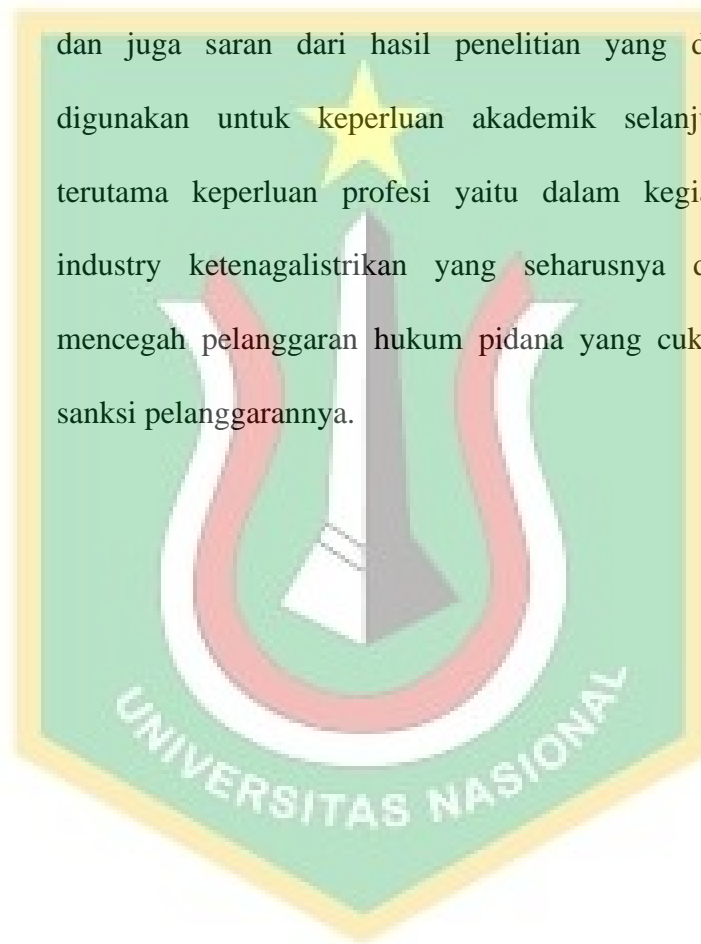 dan juga saran dari hasil penelitian yang
digunakan untuk keperluan akademik
terutama keperluan profesi yaitu dalam
industry ketenagalistrikan yang seharusnya
mencegah pelanggaran hukum pidana yang
sanksi pelanggarannya.
UNIVERSITAS NASIONAL